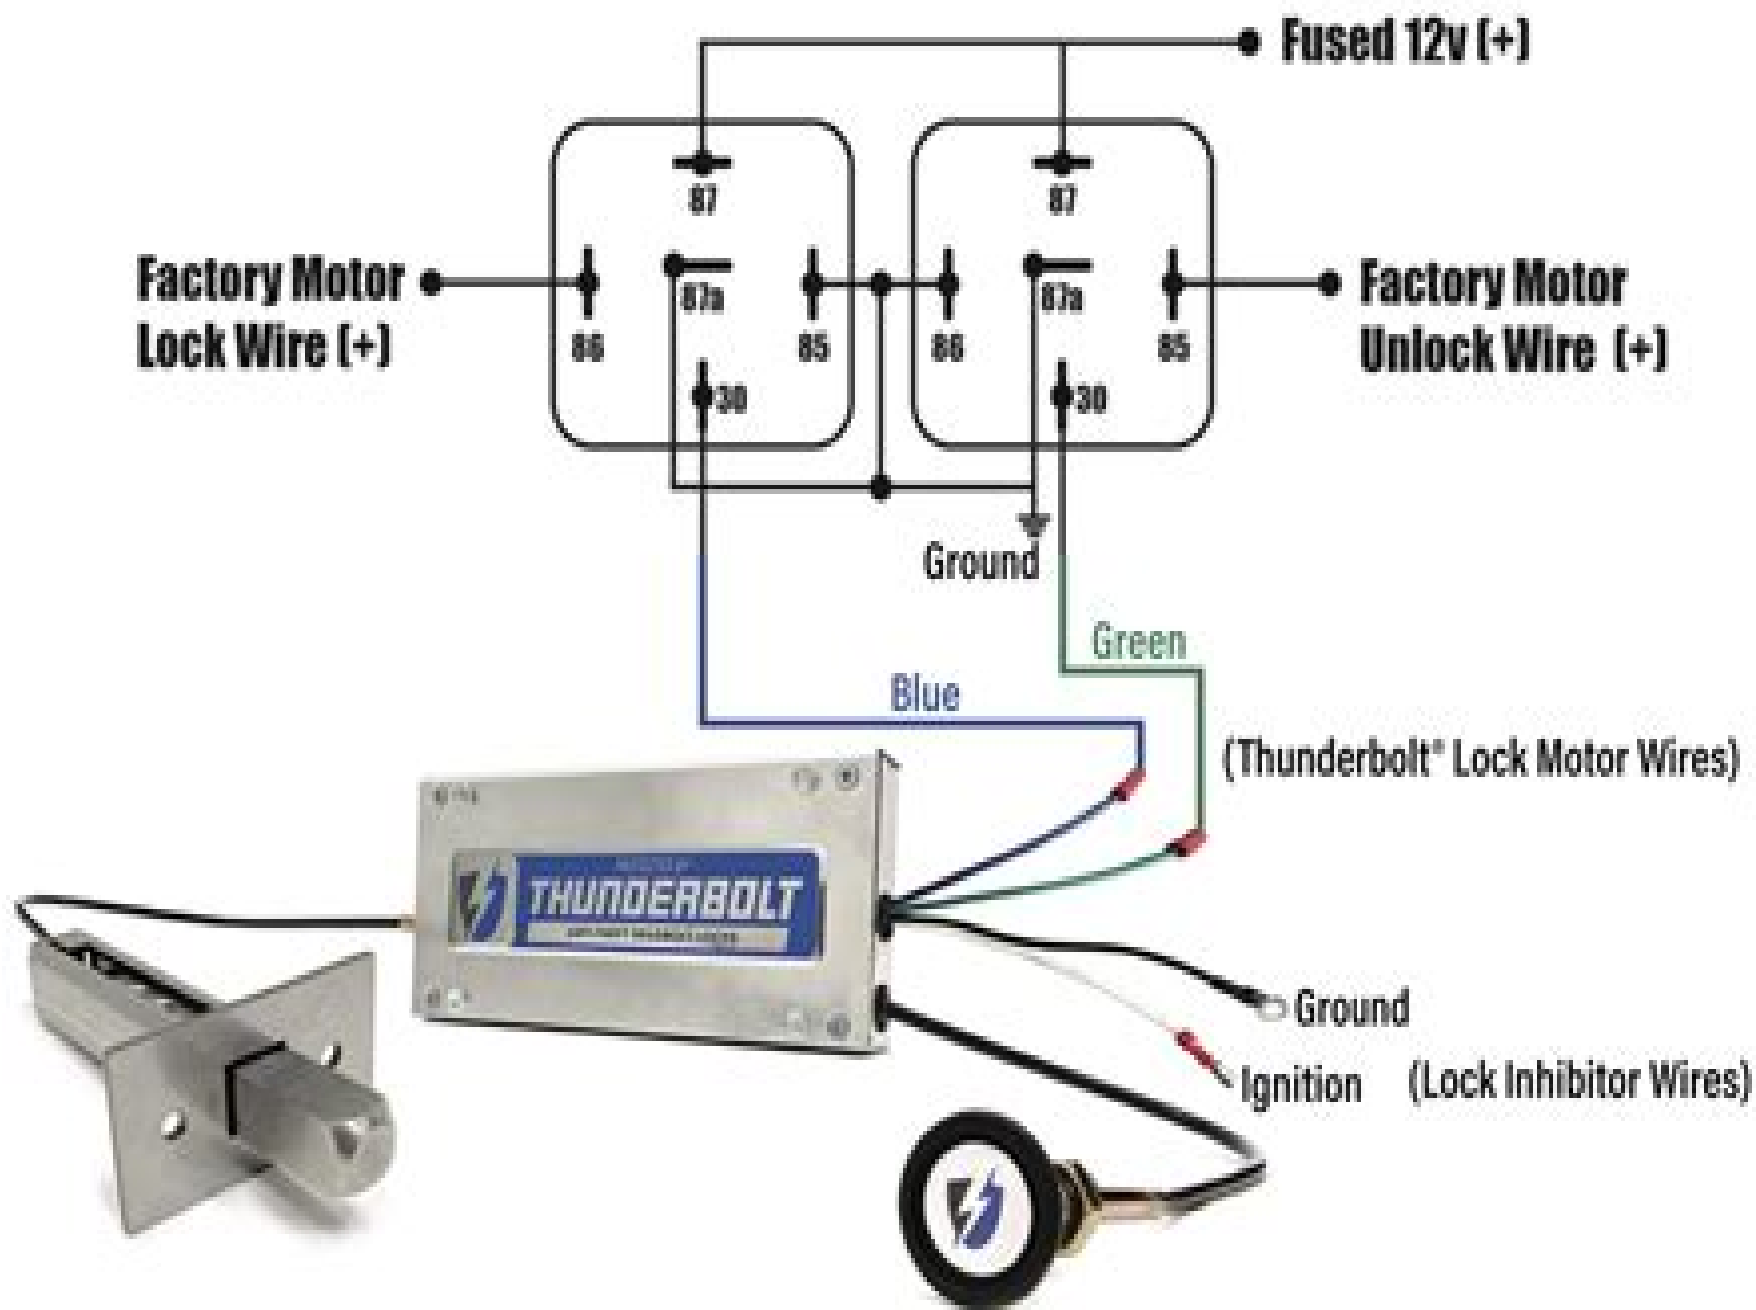 Fused 12v (+)
87
87
Factory Motor
Lock Wire (+)
86
87a
85
30
86
87a
85
30
Factory Motor
Unlock Wire (+)
Ground
Green
Blue
(Thunderbolt® Lock Motor Wires)
THUNDERBOLT
Ground
Ignition (Lock Inhibitor Wires)